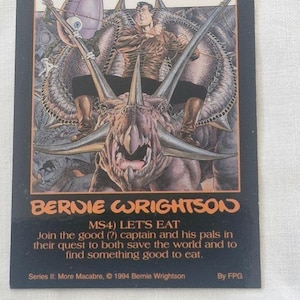 BERNIE WRIGHTSON
MS4) LET'S EAT
Join the good (?) captain and his pals in
their quest to both save the world and to
find something good to eat.
Series II: More Macabre, © 1994 Bernie Wrightson By FPG